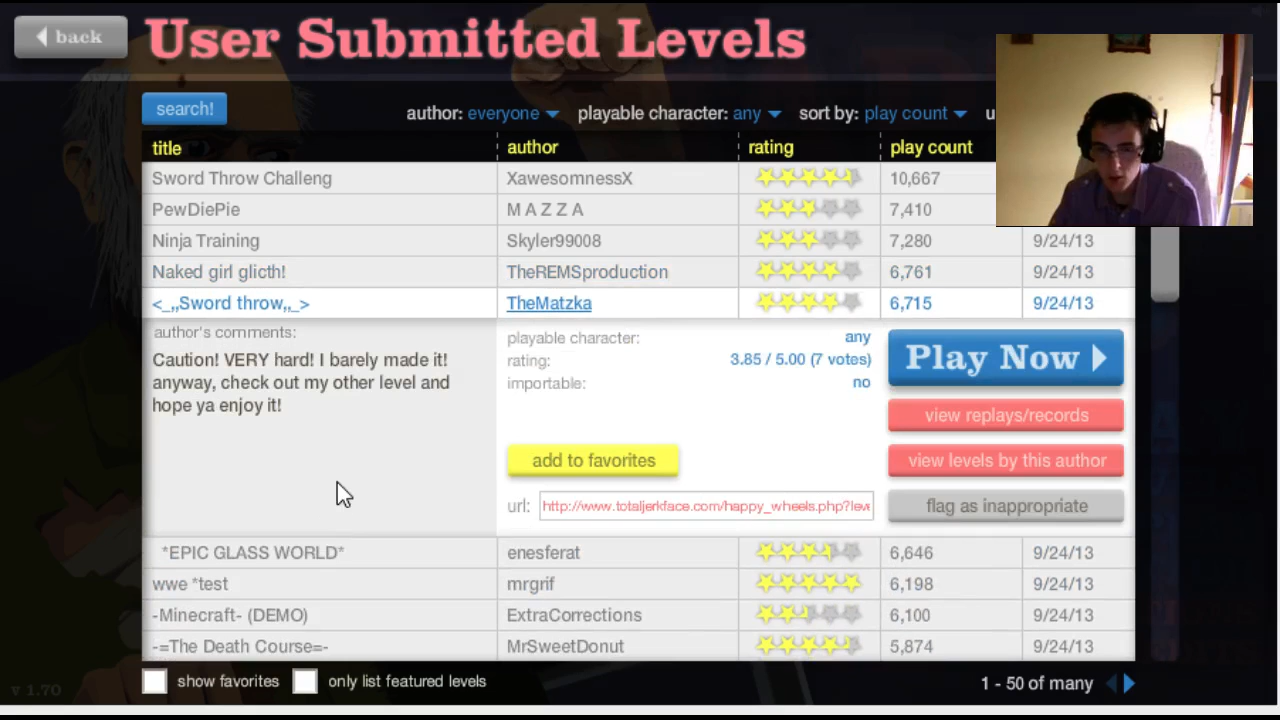 back
User Submitted Levels
search!
author: everyone playable character: any sort by: play count u
title author rating play count
Sword Throw Challeng XawesomnessX 10,667
PewDiePie M A Z Z A 7,410
Ninja Training Skyler99008 7,280 9/24/13
Naked girl glicth! TheREMSproduction 6,761 9/24/13
<_,,Sword throw,,_> TheMatzka 6,715 9/24/13
author's comments:
Caution! VERY hard! I barely made it!
anyway, check out my other level and
hope ya enjoy it!
playable character: any
rating: 3.85 / 5.00 (7 votes)
importable: no
add to favorites
url: http://www.totaljerkface.com/happy_wheels.php?leve
Play Now
view replays/records
view levels by this author
flag as inappropriate
*EPIC GLASS WORLD* enesferat 6,646 9/24/13
wwe *test mrgrif 6,198 9/24/13
-Minecraft- (DEMO) ExtraCorrections 6,100 9/24/13
-=The Death Course=- MrSweetDonut 5,874 9/24/13
v 1.70
show favorites only list featured levels
1 - 50 of many